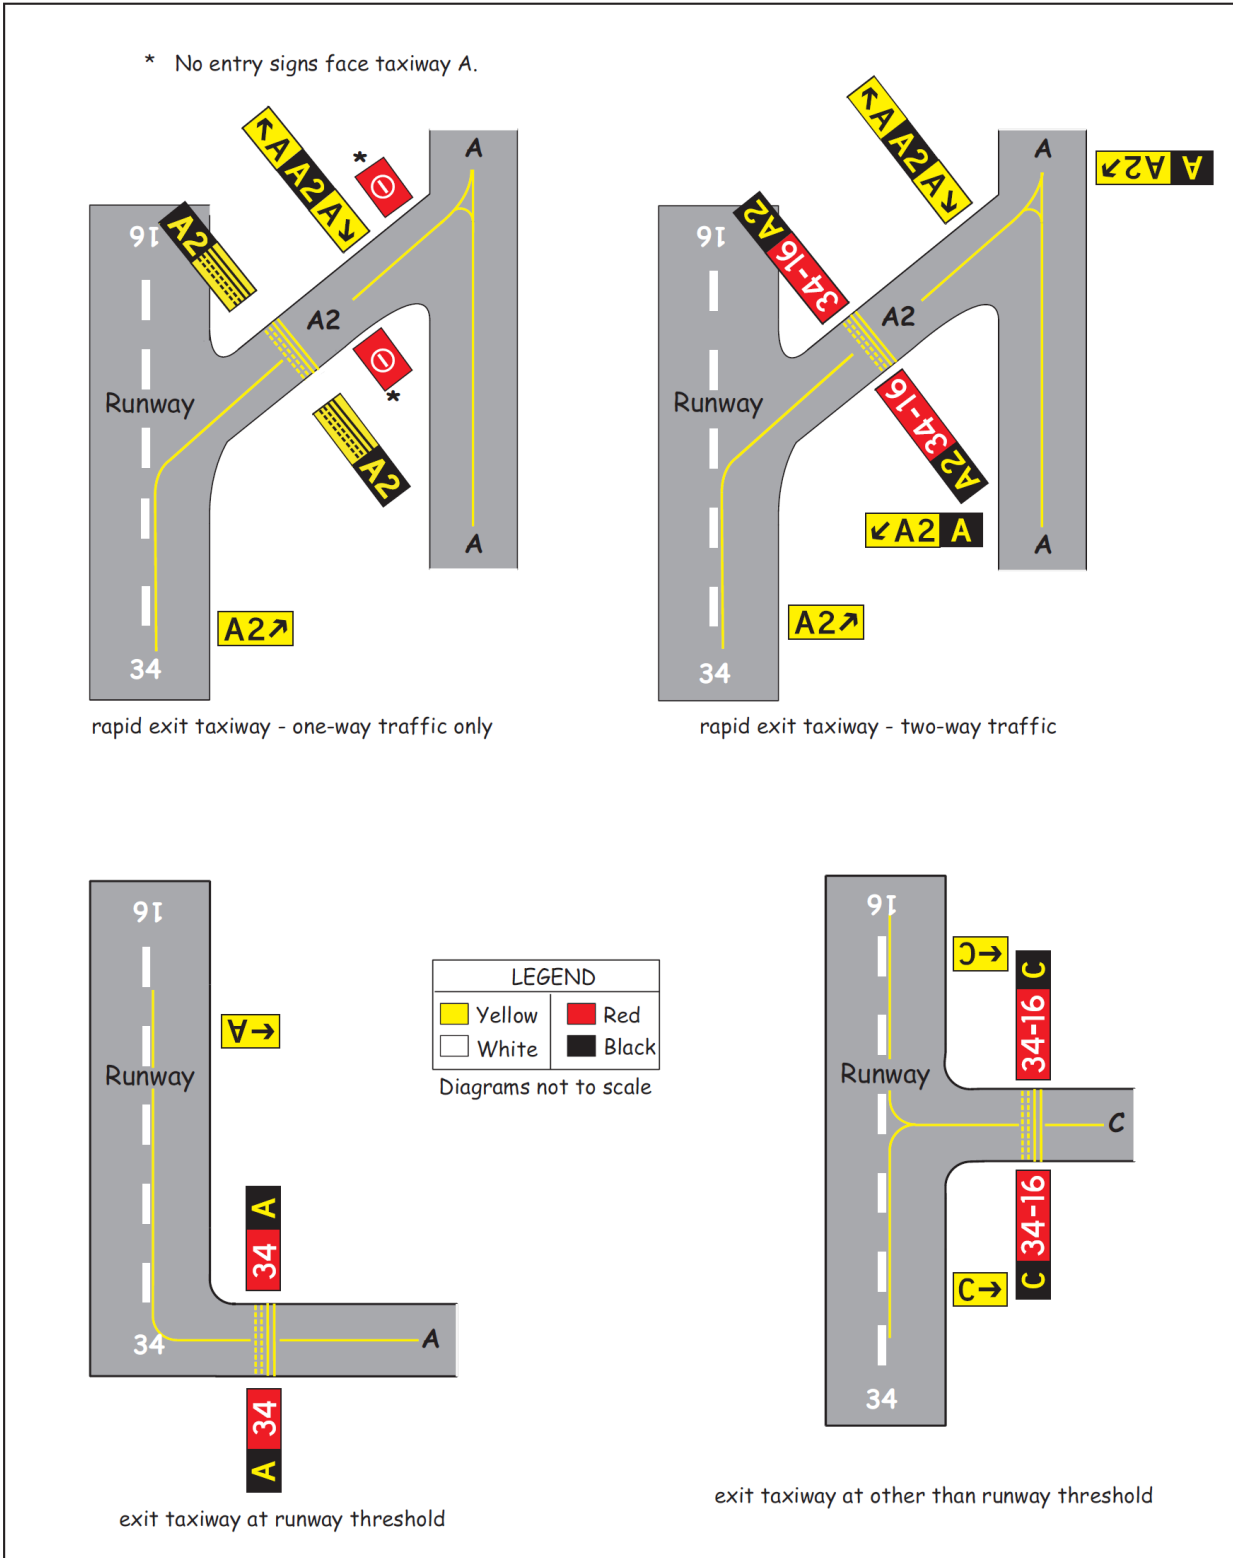 * No entry signs face taxiway A.
↖A A2 A↘
*
A
A2
16
A2
Runway
*
A2
A
A2↗
34
rapid exit taxiway - one-way traffic only
↖A A2 A↘
A
A A2↗
A2 34-16
16
A2
Runway
34-16 A2
↙A2 A
A
A2↗
34
rapid exit taxiway - two-way traffic
16
A→
Runway
34 A
34
A
A 34
exit taxiway at runway threshold
LEGEND
Yellow
Red
White
Black
Diagrams not to scale
16
C→
34-16 C
Runway
C
C 34-16
C→
34
exit taxiway at other than runway threshold